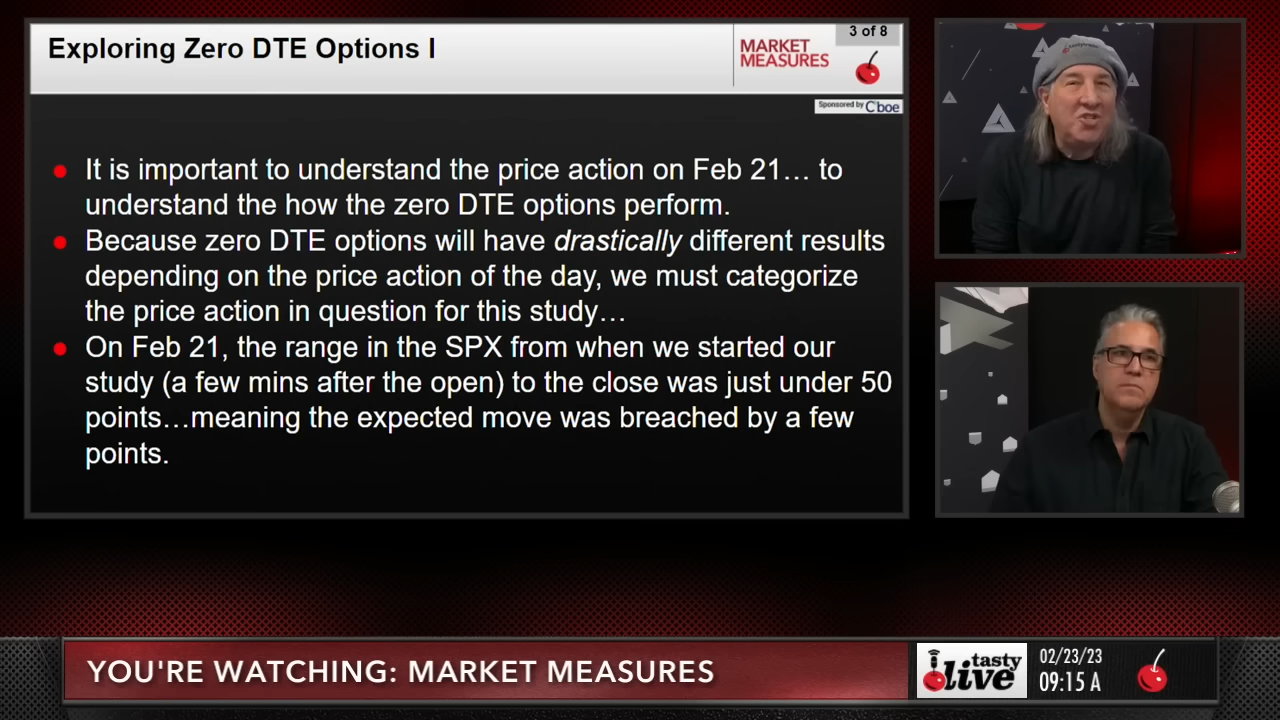 Exploring Zero DTE Options I
MARKET
MEASURES
3 of 8
Sponsored by Cboe
It is important to understand the price action on Feb 21… to
understand the how the zero DTE options perform.
Because zero DTE options will have drastically different results
depending on the price action of the day, we must categorize
the price action in question for this study…
On Feb 21, the range in the SPX from when we started our
study (a few mins after the open) to the close was just under 50
points…meaning the expected move was breached by a few
points.
YOU'RE WATCHING: MARKET MEASURES
tasty
live
02/23/23
09:15 A